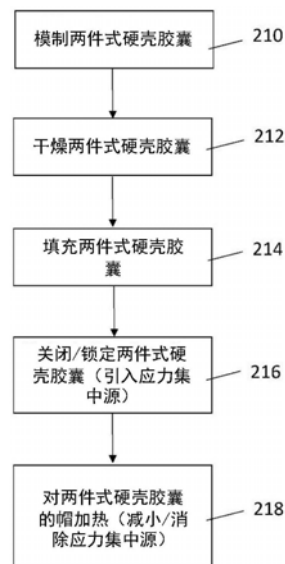 模制两件式硬壳胶囊
210
干燥两件式硬壳胶囊
212
填充两件式硬壳胶
囊
214
关闭/锁定两件式硬
壳胶囊（引入应力集
中源）
216
对两件式硬壳胶囊
的帽加热（减小/消
除应力集中源）
218